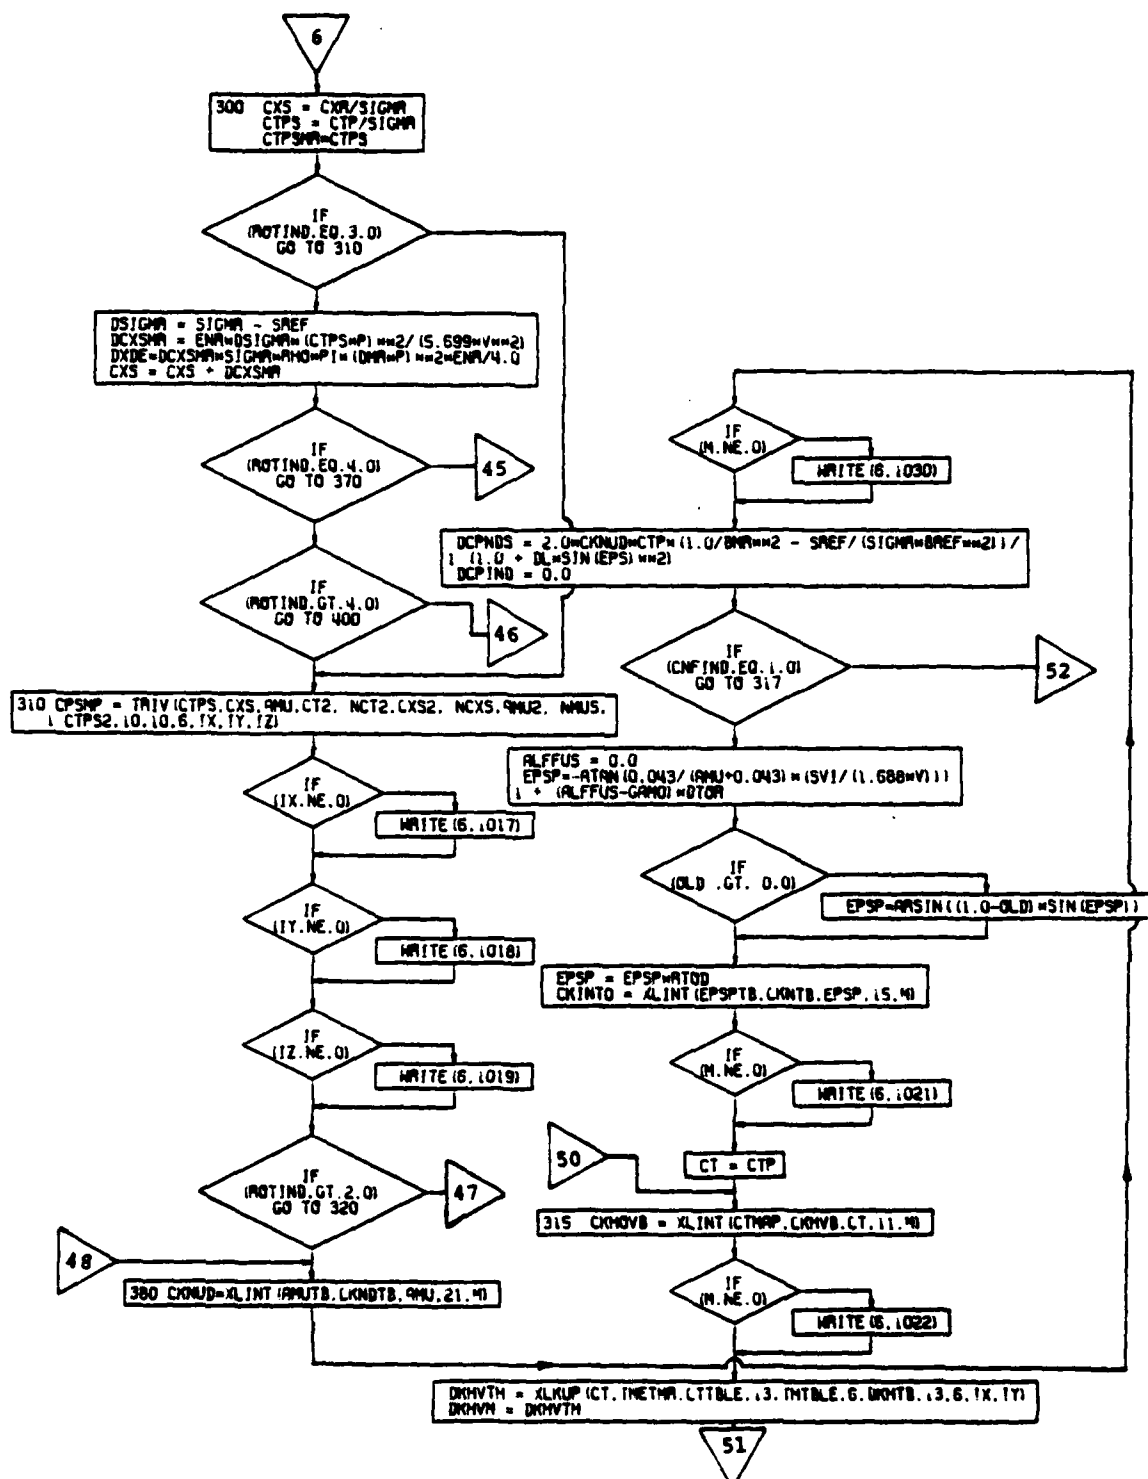 6
300 CXS = CXR/SIGMA
CTPS = CTP/SIGMA
CTPSMR=CTPS
IF
(ROTIND.EQ.3.0)
GO TO 310
DSIGMA = SIGMA - SREF
DCXSMR = ENR*DSIGMA*(CTPS*P)**2/(5.699*V**2)
DXDE=DCXSMR*SIGMA*RHO*PI*(DMR*P)**2*ENR/4.0
CXS = CXS + DCXSMR
IF
(ROTIND.EQ.4.0)
GO TO 370
45
IF
(ROTIND.GT.4.0)
GO TO 400
46
310 CPSMP = TRIV(CTPS,CXS,AMU,CT2, NCT2,CXS2, NCXS,AMU2, NMUS,
1 CTPS2,10,10,6,IX,IY,IZ)
IF
(IX.NE.0)
WRITE(6,1017)
IF
(IY.NE.0)
WRITE(6,1018)
IF
(IZ.NE.0)
WRITE(6,1019)
IF
(ROTIND.GT.2.0)
GO TO 320
47
48
380 CKNUD=XLINT(AMUTB,CKNDTB,AMU,21,M)
IF
(M.NE.0)
WRITE(6,1030)
DCPNDS = 2.0*CKNUD*CTP*(1.0/BMR**2 - SREF/(SIGMA*BREF**2))/
1 (1.0 + DL*SIN(EPS)**2)
DCPIND = 0.0
IF
(CNFIND.EQ.1.0)
GO TO 317
52
ALFFUS = 0.0
EPSP=-ATAN(0.043/(AMU+0.043)*(SVI/(1.688*V)))
1 + (ALFFUS-GAMO)*DTOR
IF
(OLD .GT. 0.0)
EPSP=ARSIN((1.0-OLD)*SIN(EPSP))
EPSP = EPSP*RTOD
CKINTO = XLINT(EPSPTB,CKNTB,EPSP,15,M)
IF
(M.NE.0)
WRITE(6,1021)
50
CT = CTP
315 CKMOVB = XLINT(CTMAP,CKMVB,CT,11,M)
IF
(M.NE.0)
WRITE(6,1022)
DKMVTH = XLKUP(CT,THETMR,CTTBLE,13,THTBLE,6,DKMTB,13,6,IX,IY)
DKMVM = DKMVTH
51